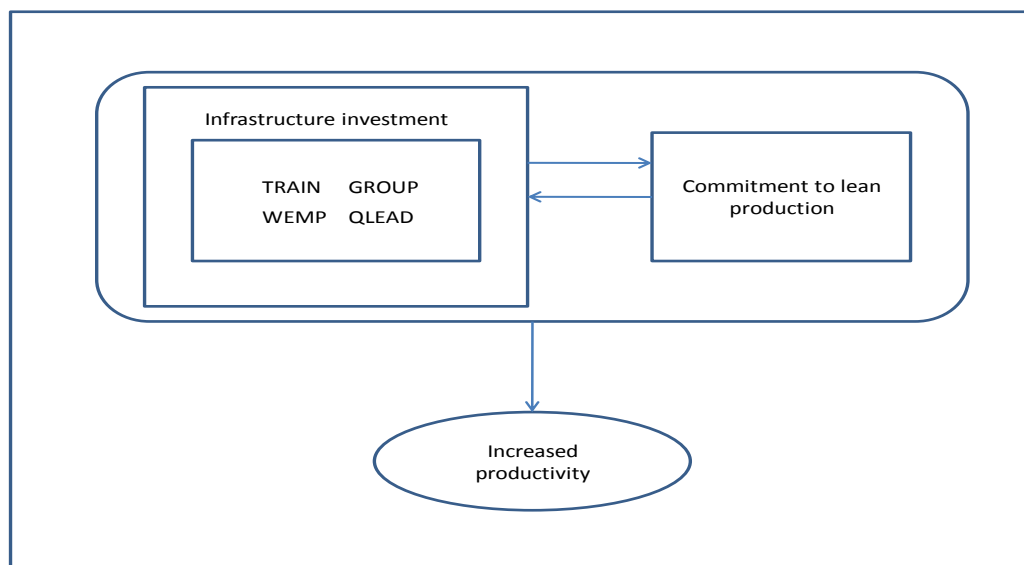 Infrastructure investment
TRAIN GROUP
WEMP QLEAD
Commitment to lean
production
Increased
productivity